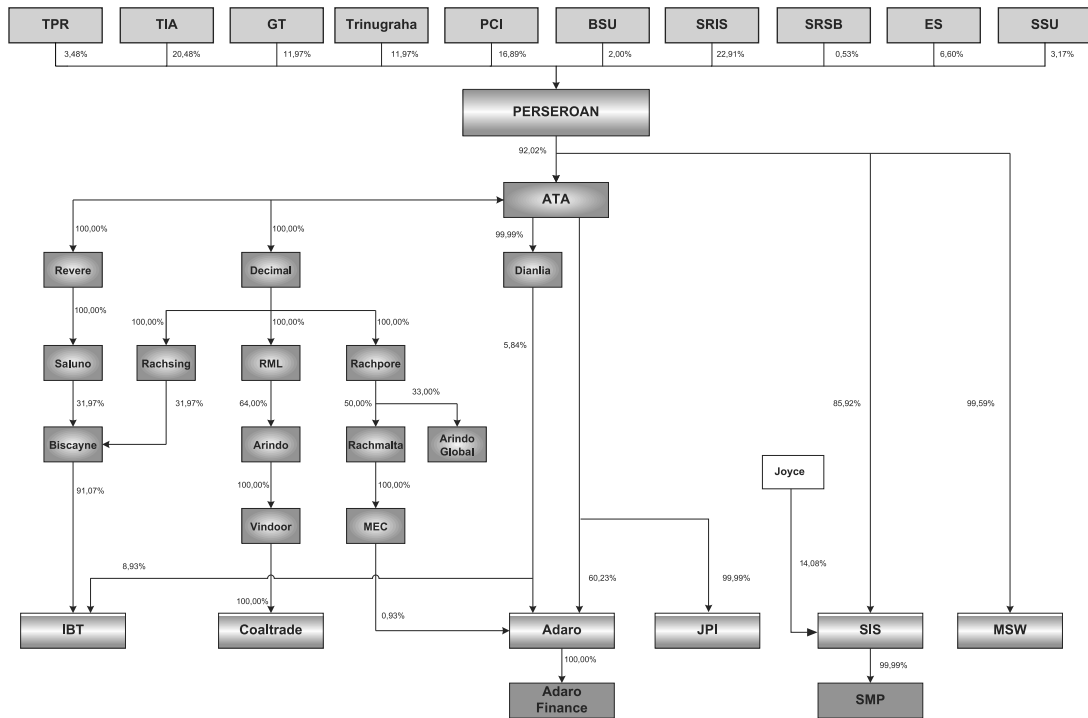 TPR TIA GT Trinugraha PCI BSU SRIS SRSB ES SSU
3,48% 20,48% 11,97% 11,97% 16,89% 2,00% 22,91% 0,53% 6,60% 3,17%
PERSEROAN
92,02%
ATA
100,00% 100,00% 99,99%
Revere Decimal Dianlia
100,00% 100,00% 100,00% 100,00%
5,84%
Saluno Rachsing RML Rachpore
33,00%
31,97% 31,97% 64,00% 50,00% 85,92% 99,59%
Biscayne Arindo Rachmalta Arindo
Global
Joyce
100,00% 100,00%
91,07%
Vindoor MEC
8,93% 60,23% 99,99% 14,08%
100,00% 0,93%
IBT Coaltrade Adaro JPI SIS MSW
100,00% 99,99%
Adaro
Finance
SMP